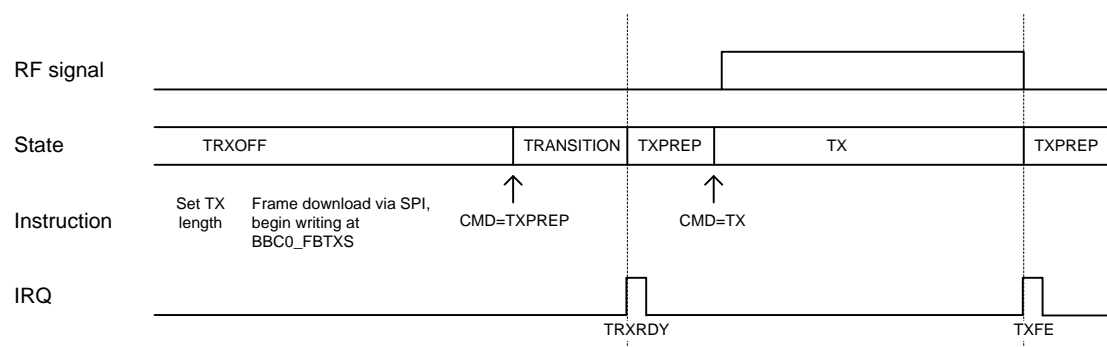 RF signal
State
TRXOFF
TRANSITION
TXPREP
TX
TXPREP
Instruction
Set TX
length
Frame download via SPI,
begin writing at
BBC0_FBTXS
CMD=TXPREP
CMD=TX
IRQ
TRXRDY
TXFE